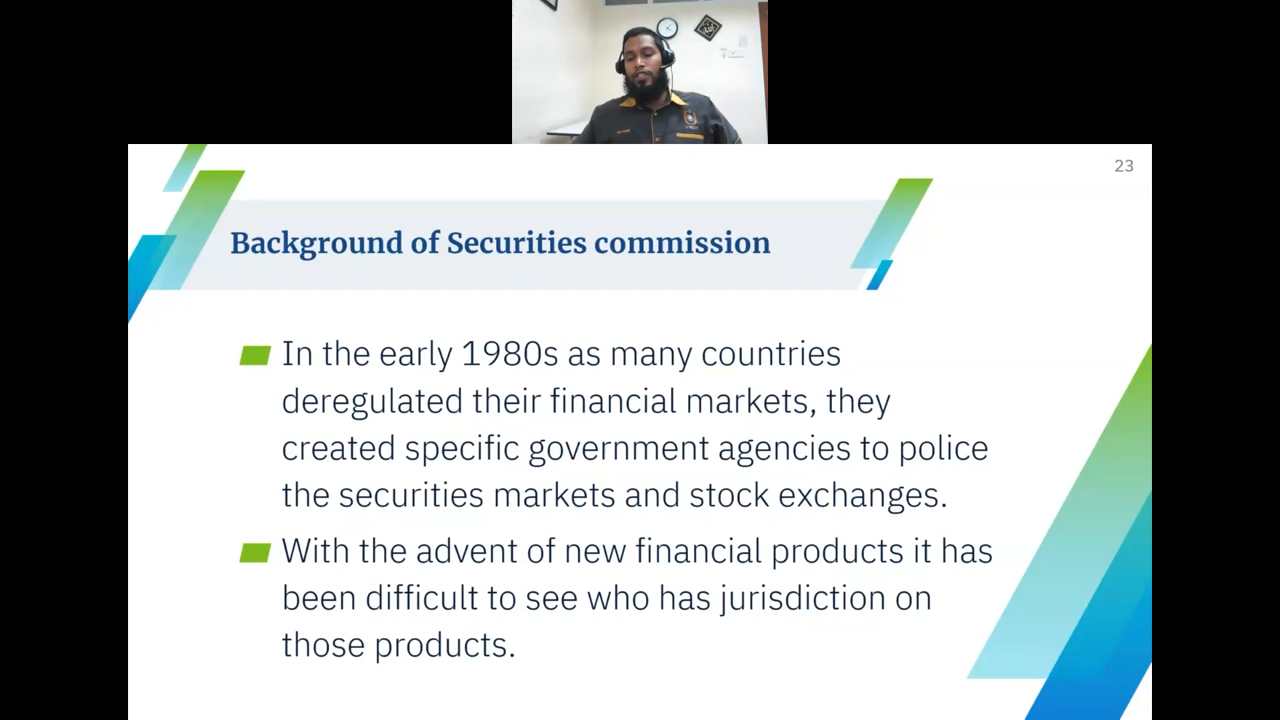 23
Background of Securities commission
In the early 1980s as many countries
deregulated their financial markets, they
created specific government agencies to police
the securities markets and stock exchanges.
With the advent of new financial products it has
been difficult to see who has jurisdiction on
those products.